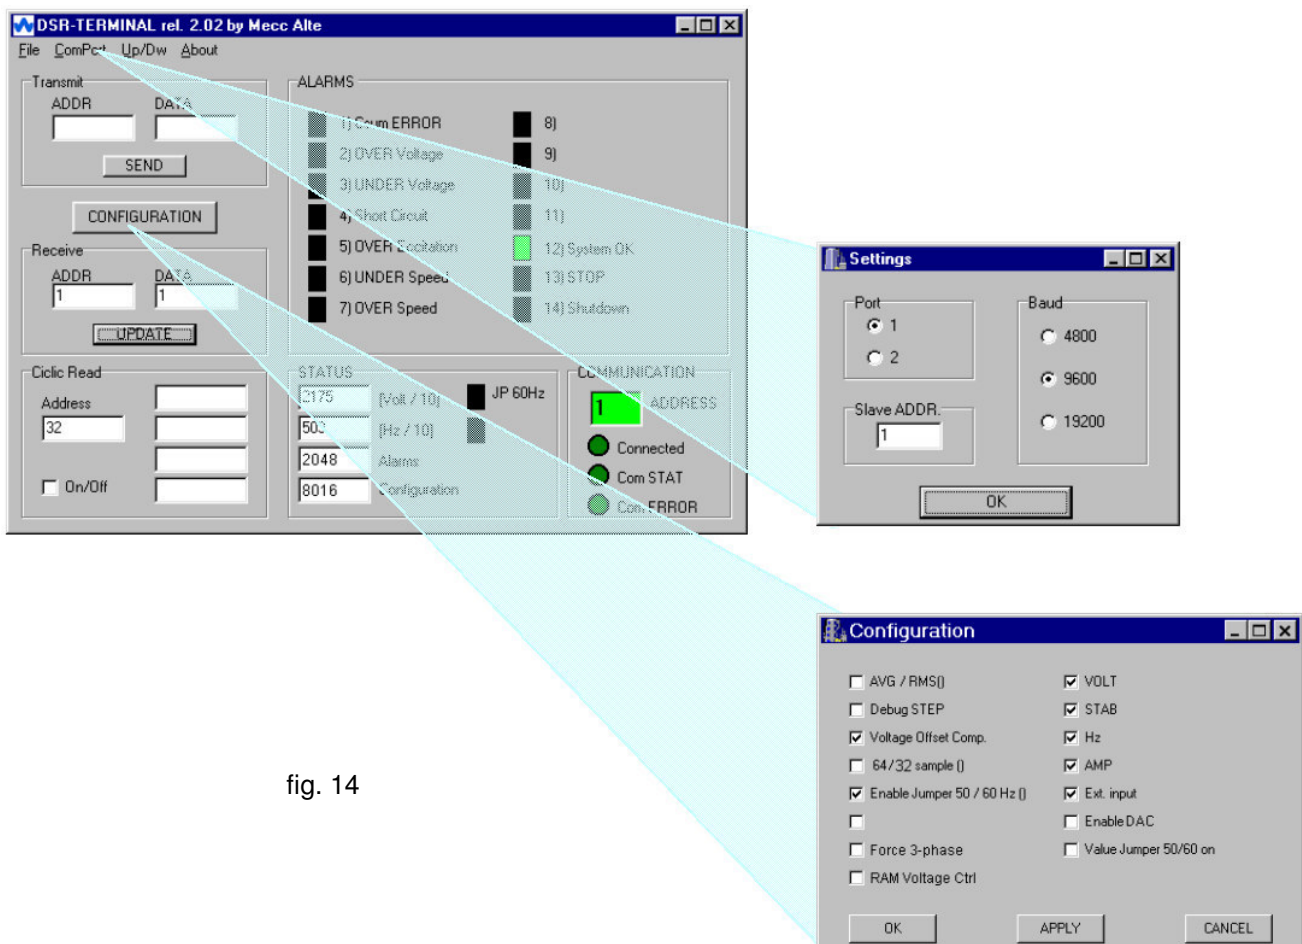 DSR-TERMINAL rel. 2.02 by Mecc Alte
File ComPort Up/Dw About
Transmit
ADDR DATA
SEND
CONFIGURATION
Receive
ADDR DATA
1 1
UPDATE
Ciclic Read
Address
32
On/Off
ALARMS
1) Csum ERROR
2) OVER Voltage
3) UNDER Voltage
4) Short Circuit
5) OVER Eccitation
6) UNDER Speed
7) OVER Speed
8)
9)
10)
11)
12) System OK
13) STOP
14) Shutdown
STATUS
2175 [Volt / 10]
503 [Hz / 10]
2048 Alarms
8016 Configuration
JP 60Hz
COMMUNICATION
1 ADDRESS
Connected
Com STAT
Com ERROR
Settings
Port
1
2
Slave ADDR.
1
Baud
4800
9600
19200
OK
Configuration
AVG / RMS()
Debug STEP
Voltage Offset Comp.
64/32 sample ()
Enable Jumper 50 / 60 Hz ()
Force 3-phase
RAM Voltage Ctrl
VOLT
STAB
Hz
AMP
Ext. input
Enable DAC
Value Jumper 50/60 on
OK APPLY CANCEL
fig. 14